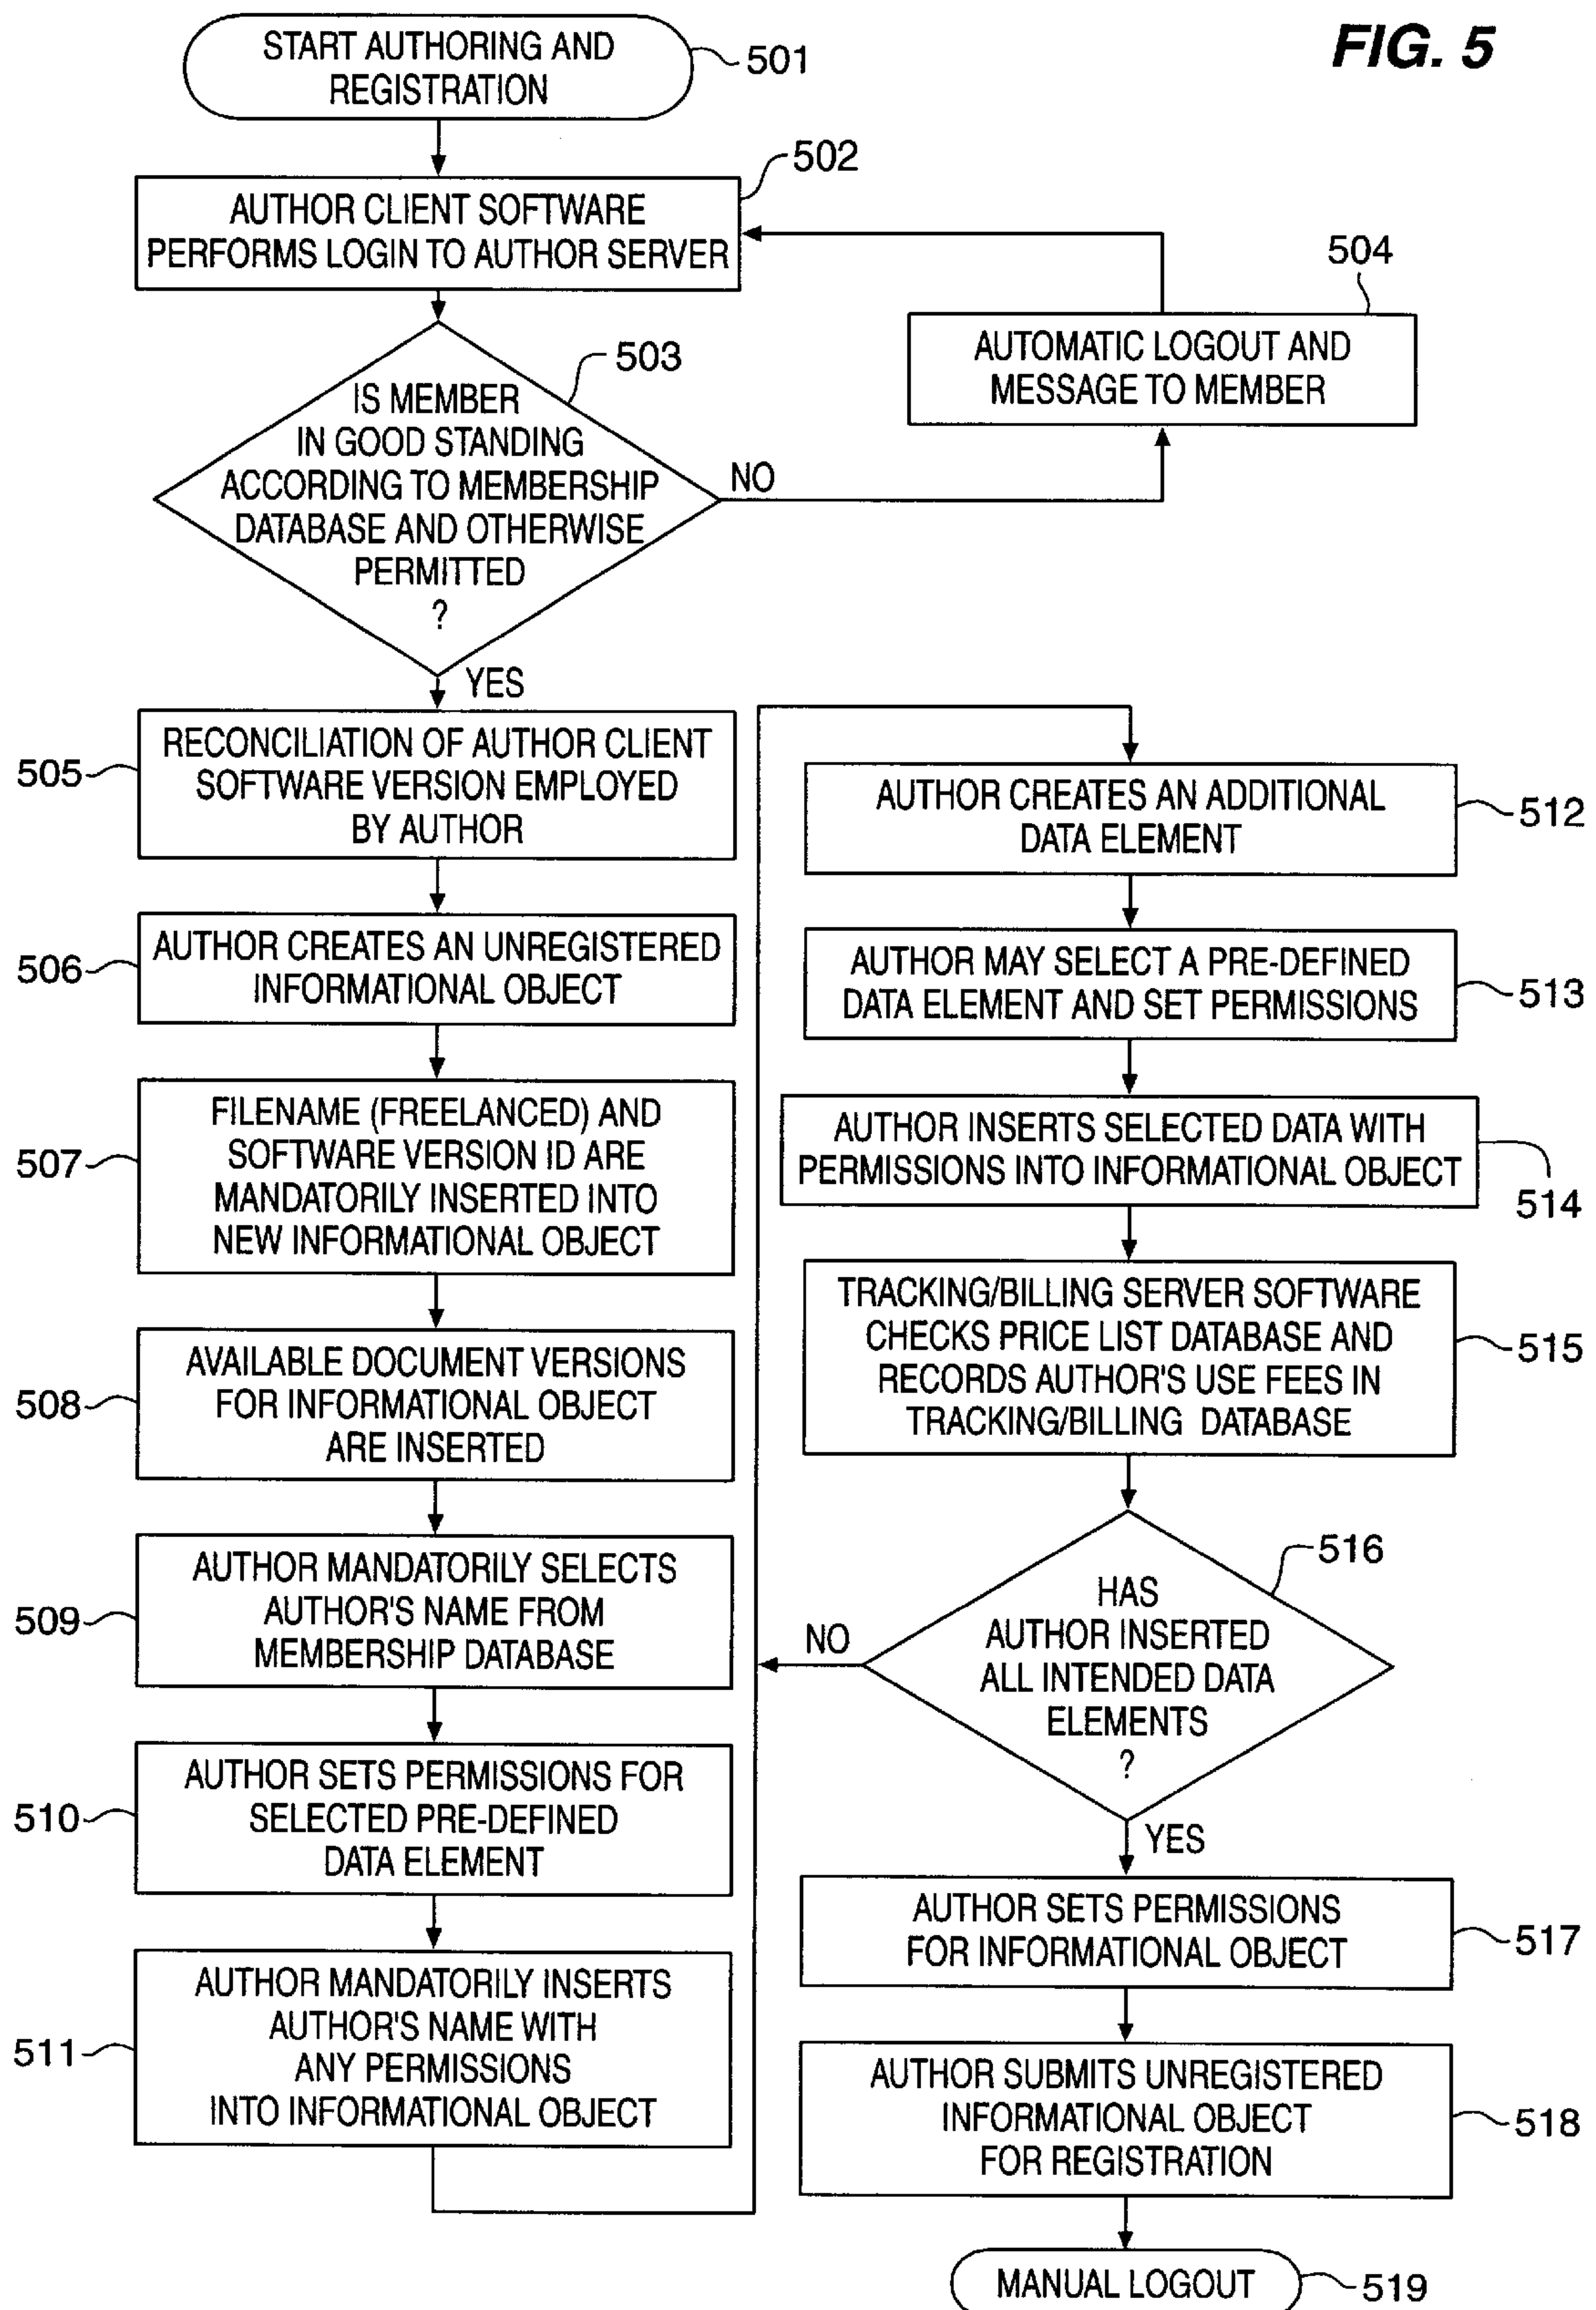 FIG. 5
START AUTHORING AND
REGISTRATION
501
502
AUTHOR CLIENT SOFTWARE
PERFORMS LOGIN TO AUTHOR SERVER
504
AUTOMATIC LOGOUT AND
MESSAGE TO MEMBER
503
IS MEMBER
IN GOOD STANDING
ACCORDING TO MEMBERSHIP
DATABASE AND OTHERWISE
PERMITTED
?
NO
YES
505
RECONCILIATION OF AUTHOR CLIENT
SOFTWARE VERSION EMPLOYED
BY AUTHOR
506
AUTHOR CREATES AN UNREGISTERED
INFORMATIONAL OBJECT
507
FILENAME (FREELANCED) AND
SOFTWARE VERSION ID ARE
MANDATORILY INSERTED INTO
NEW INFORMATIONAL OBJECT
508
AVAILABLE DOCUMENT VERSIONS
FOR INFORMATIONAL OBJECT
ARE INSERTED
509
AUTHOR MANDATORILY SELECTS
AUTHOR'S NAME FROM
MEMBERSHIP DATABASE
510
AUTHOR SETS PERMISSIONS FOR
SELECTED PRE-DEFINED
DATA ELEMENT
511
AUTHOR MANDATORILY INSERTS
AUTHOR'S NAME WITH
ANY PERMISSIONS
INTO INFORMATIONAL OBJECT
AUTHOR CREATES AN ADDITIONAL
DATA ELEMENT
512
AUTHOR MAY SELECT A PRE-DEFINED
DATA ELEMENT AND SET PERMISSIONS
513
AUTHOR INSERTS SELECTED DATA WITH
PERMISSIONS INTO INFORMATIONAL OBJECT
514
TRACKING/BILLING SERVER SOFTWARE
CHECKS PRICE LIST DATABASE AND
RECORDS AUTHOR'S USE FEES IN
TRACKING/BILLING DATABASE
515
516
HAS
AUTHOR INSERTED
ALL INTENDED DATA
ELEMENTS
?
NO
YES
AUTHOR SETS PERMISSIONS
FOR INFORMATIONAL OBJECT
517
AUTHOR SUBMITS UNREGISTERED
INFORMATIONAL OBJECT
FOR REGISTRATION
518
MANUAL LOGOUT
519